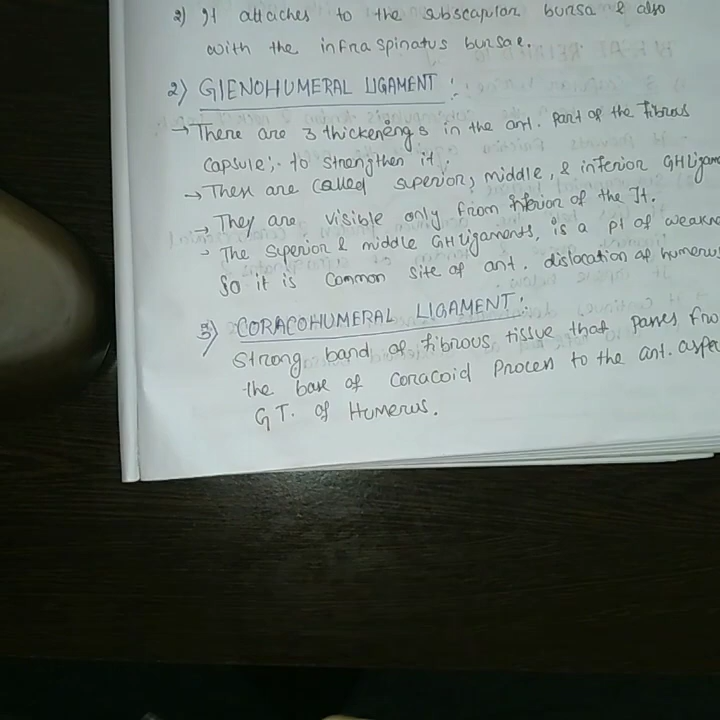 2) It attaches to the subscapular bursa & also
with the infraspinatus bursae.
2) GlENOHUMERAL LIGAMENT :
→ There are 3 thickenengs in the ant. part of the fibrous
capsule; to strengthen it.
→ These are called superior, middle, & inferior GH Ligam
→ They are visible only from interior of the Jt.
→ The superior & middle GH Ligaments, is a pt of weakne
So it is common site of ant. dislocation of humerus
3) CORACOHUMERAL LIGAMENT :
Strong band of fibrous tissue that passes fro
the base of coracoid Process to the ant. aspe
G T. of Humerus.